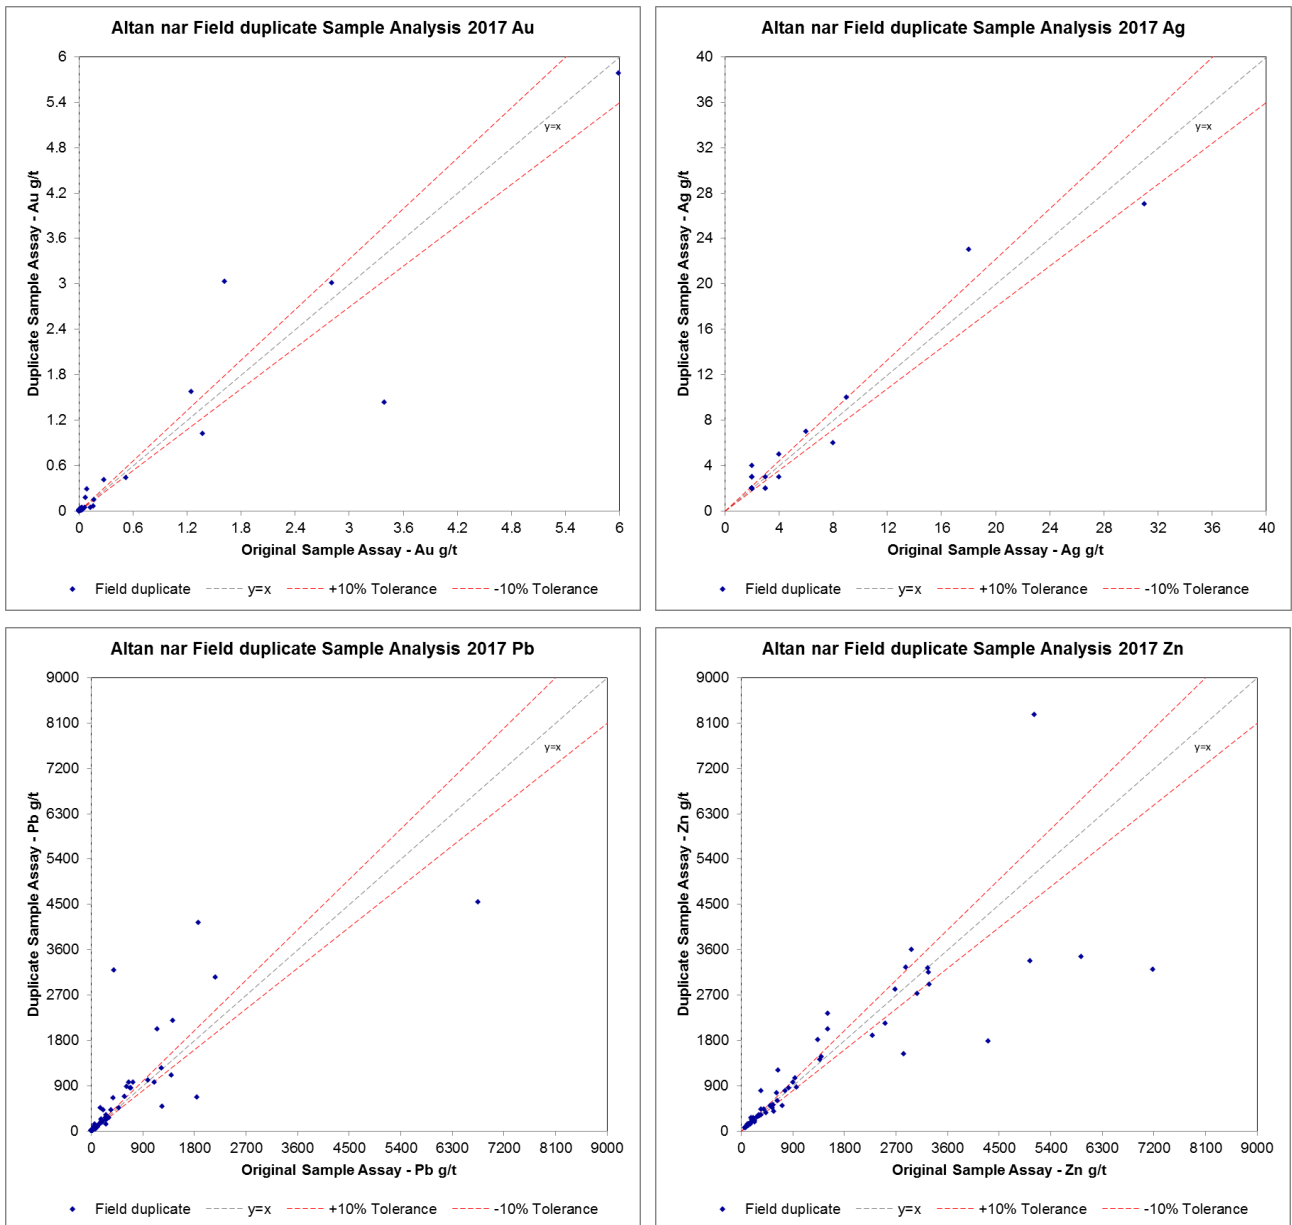 Altan nar Field duplicate Sample Analysis 2017 Au
Duplicate Sample Assay - Au g/t
6
5.4
4.8
4.2
3.6
3
2.4
1.8
1.2
0.6
0
y=x
0 0.6 1.2 1.8 2.4 3 3.6 4.2 4.8 5.4 6
Original Sample Assay - Au g/t
Field duplicate y=x +10% Tolerance -10% Tolerance
Altan nar Field duplicate Sample Analysis 2017 Ag
Duplicate Sample Assay - Ag g/t
40
36
32
28
24
20
16
12
8
4
0
y=x
0 4 8 12 16 20 24 28 32 36 40
Original Sample Assay - Ag g/t
Field duplicate y=x +10% Tolerance -10% Tolerance
Altan nar Field duplicate Sample Analysis 2017 Pb
Duplicate Sample Assay - Pb g/t
9000
8100
7200
6300
5400
4500
3600
2700
1800
900
0
y=x
0 900 1800 2700 3600 4500 5400 6300 7200 8100 9000
Original Sample Assay - Pb g/t
Field duplicate y=x +10% Tolerance -10% Tolerance
Altan nar Field duplicate Sample Analysis 2017 Zn
Duplicate Sample Assay - Zn g/t
9000
8100
7200
6300
5400
4500
3600
2700
1800
900
0
y=x
0 900 1800 2700 3600 4500 5400 6300 7200 8100 9000
Original Sample Assay - Zn g/t
Field duplicate y=x +10% Tolerance -10% Tolerance